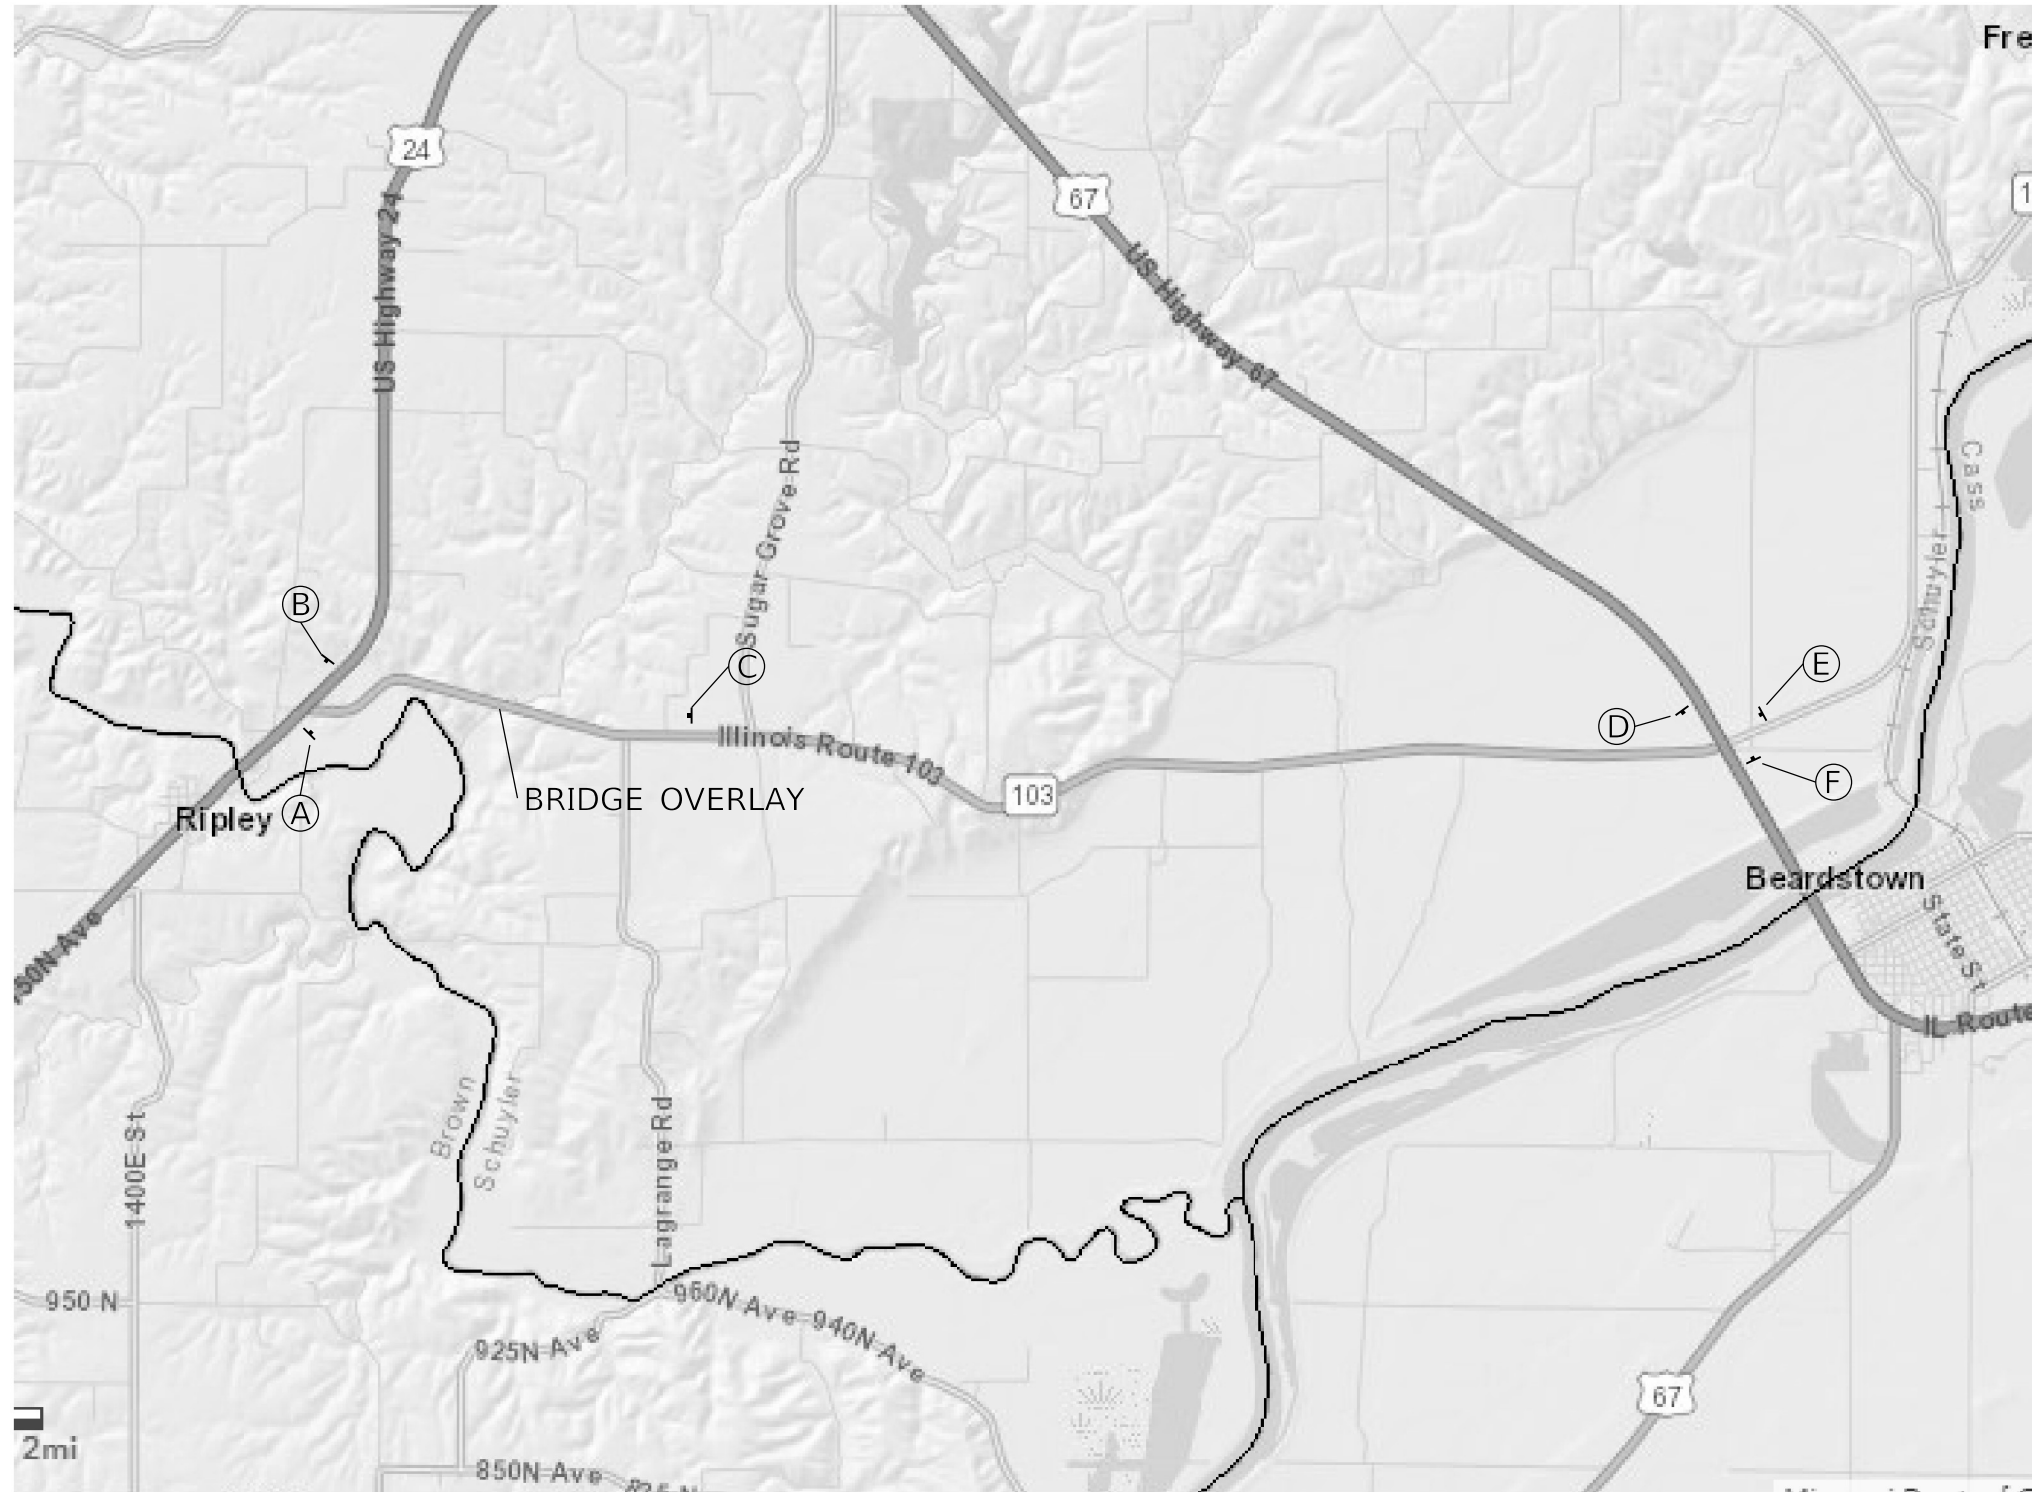 Fre
24
67
1
US Highway 24
US Highway 67
Cass
Sugar Grove Rd
Schuyler
B
C
E
D
Illinois Route 103
103
F
BRIDGE OVERLAY
Ripley
A
Beardstown
State St
IL Route
Brown
Schuyler
1400E St
Lagrange Rd
950 N
960N Ave
940N Ave
925N Ave
67
2mi
850N Ave